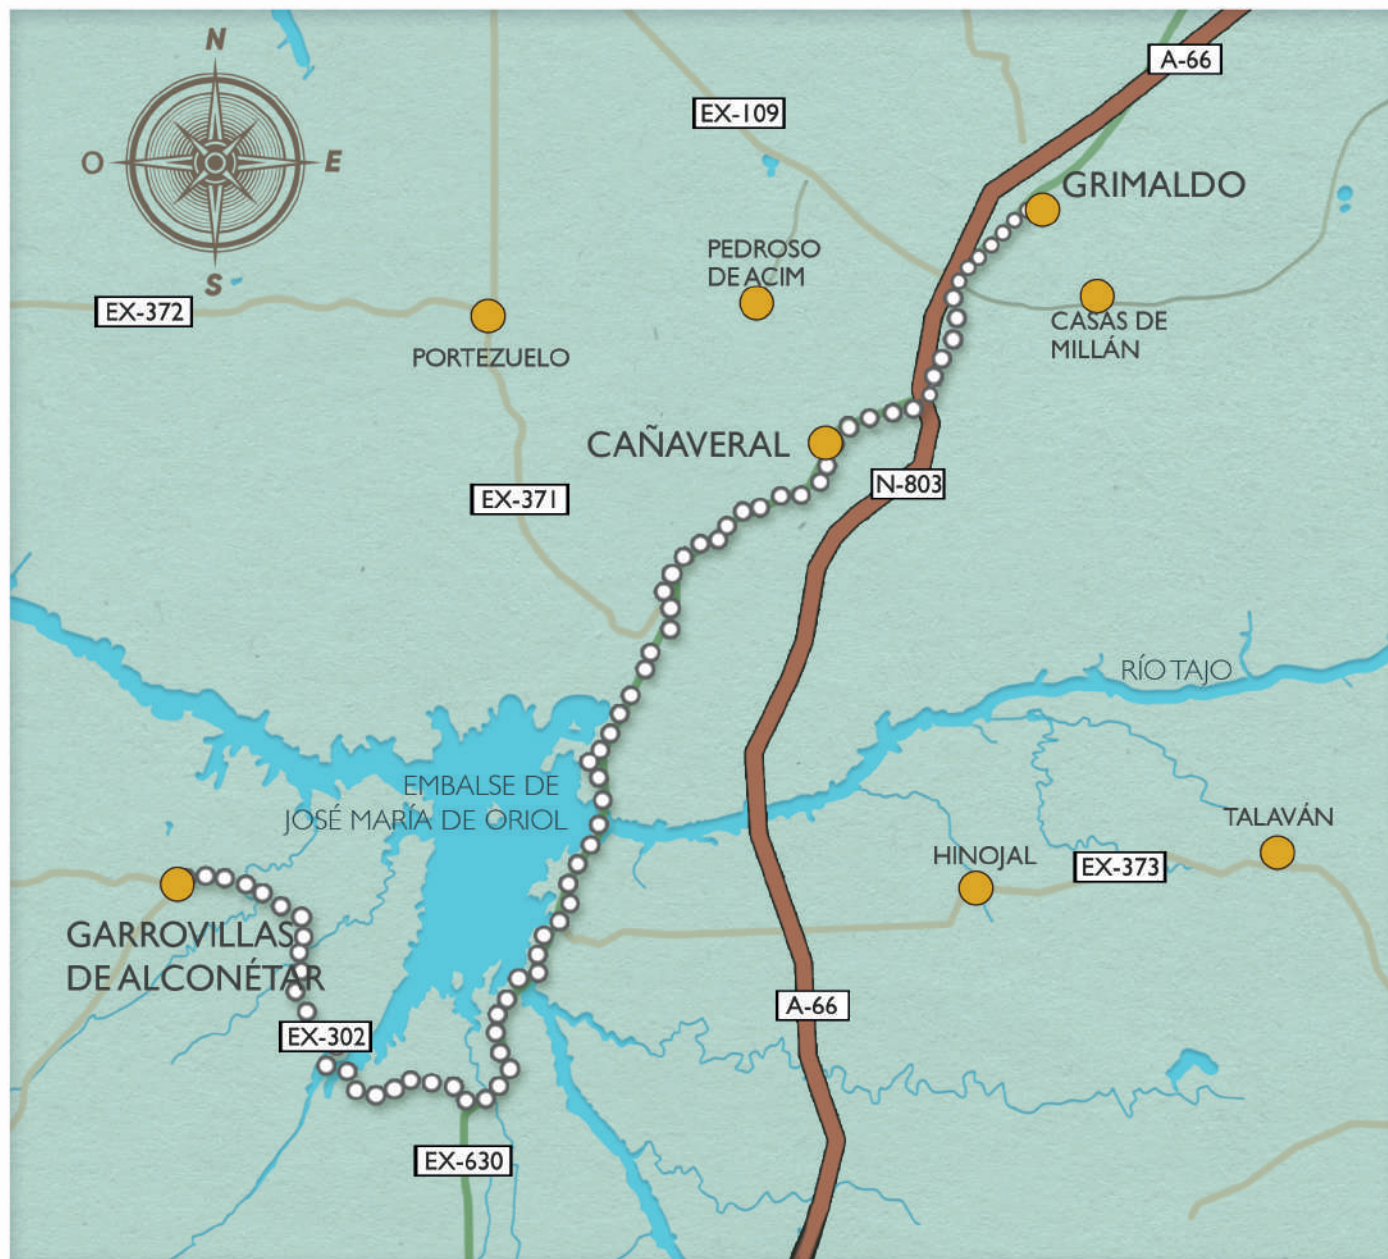 N
A-66
EX-109
O
E
GRIMALDO
PEDROSO
DE ACIM
S
EX-372
CASAS DE
MILLÁN
PORTEZUELO
CAÑAVERAL
N-803
EX-371
RÍO TAJO
EMBALSE DE
JOSÉ MARÍA DE ORIOL
TALAVÁN
HINOJAL
EX-373
GARROVILLAS
DE ALCONÉTAR
A-66
EX-302
EX-630